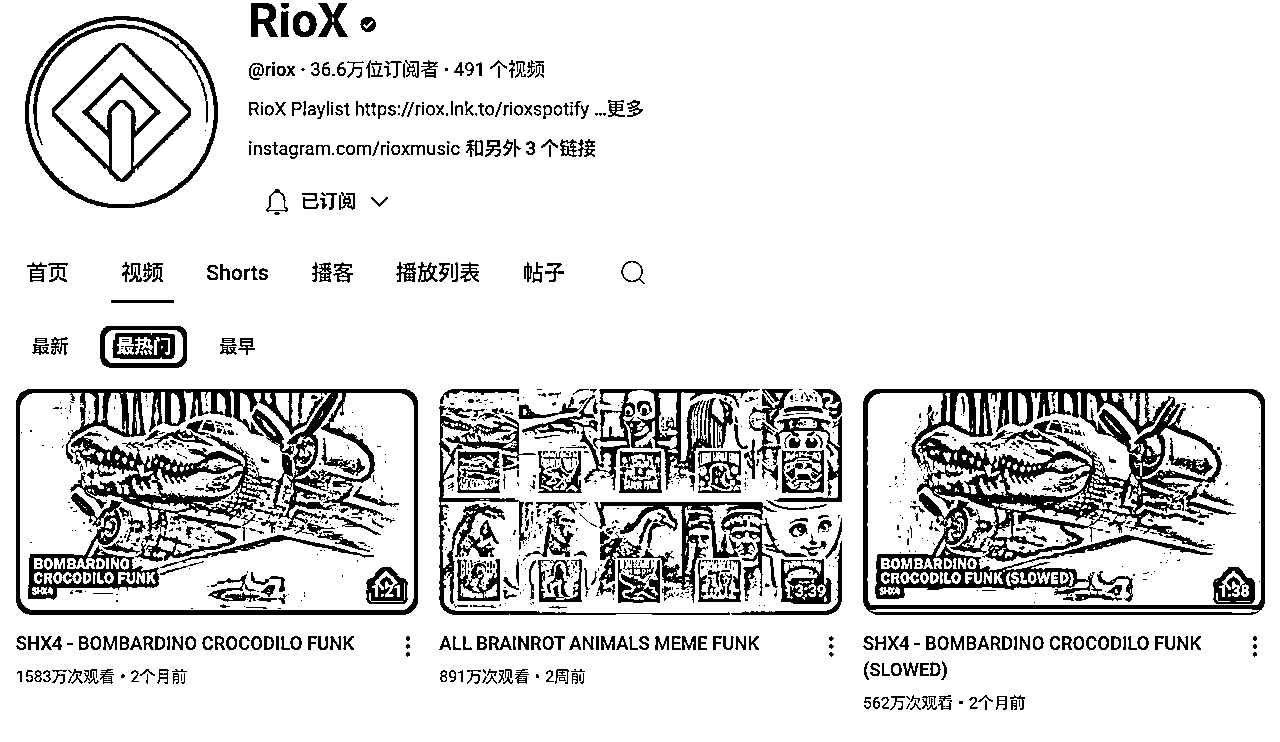 RioX
@riox · 36.6万位订阅者 · 491 个视频
RioX Playlist https://riox.lnk.to/rioxspotify ...更多
instagram.com/rioxmusic 和另外 3 个链接
已订阅
首页 视频 Shorts 播客 播放列表 帖子
最新 最热门 最早
BOMBARDINO
CROCODILO FUNK
SHX4
1:21
3:39
BOMBARDINO
CROCODILO FUNK (SLOWED)
SHX4
1:38
SHX4 - BOMBARDINO CROCODILO FUNK
1583万次观看 • 2个月前
ALL BRAINROT ANIMALS MEME FUNK
891万次观看 • 2周前
SHX4 - BOMBARDINO CROCODILO FUNK
(SLOWED)
562万次观看 • 2个月前